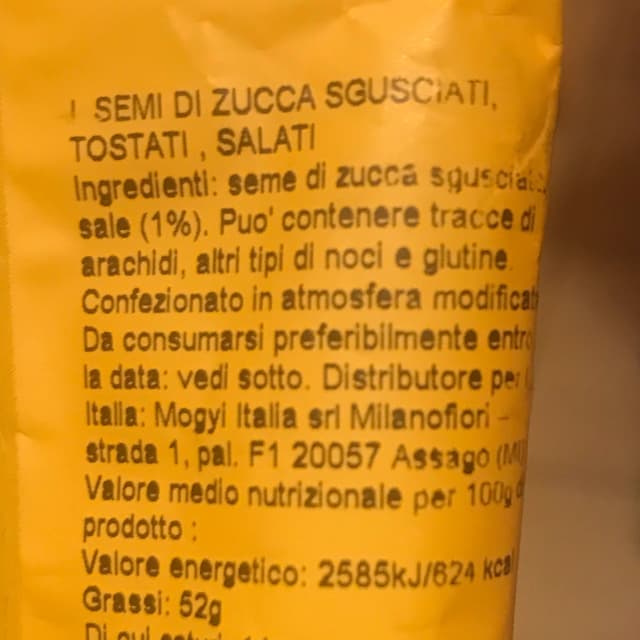 I SEMI DI ZUCCA SGUSCIATI,
TOSTATI , SALATI
Ingredienti: seme di zucca
sale (1%). Puo' contenere tracce di
arachidi, altri tipi di noci e glutine.
Confezionato in atmosfera
Da consumarsi preferibilmente
la data: vedi sotto. Distributore per
Italia: Mogyi Italia srl Milanofiori -
strada 1, pal. F1 20057 Assago (MI)
Valore medio nutrizionale per 100g
prodotto :
Valore energetico: 2585kJ/624 kcal
Grassi: 52g
Di cui